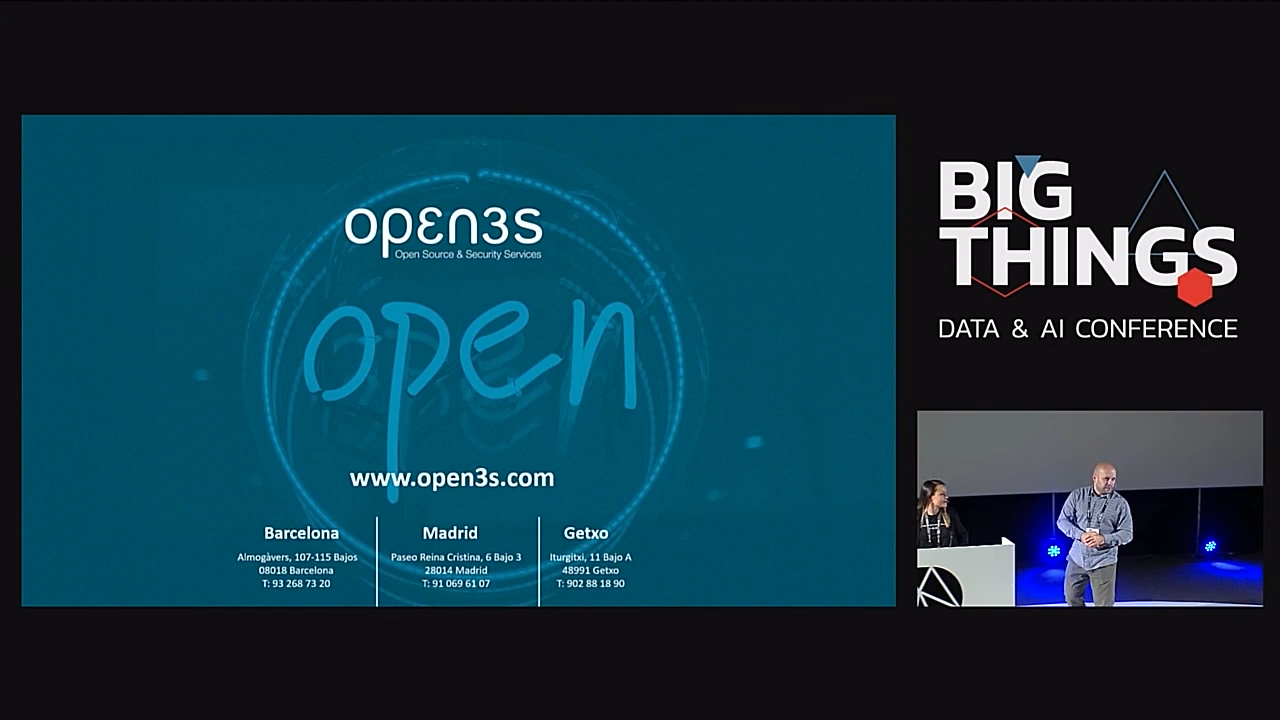 opεn3s
Open Source & Security Services
open
www.open3s.com
Barcelona
Almogàvers, 107-115 Bajos
08018 Barcelona
T: 93 268 73 20
Madrid
Paseo Reina Cristina, 6 Bajo 3
28014 Madrid
T: 91 069 61 07
Getxo
Iturgitxi, 11 Bajo A
48991 Getxo
T: 902 88 18 90
BIG
THINGS
DATA & AI CONFERENCE